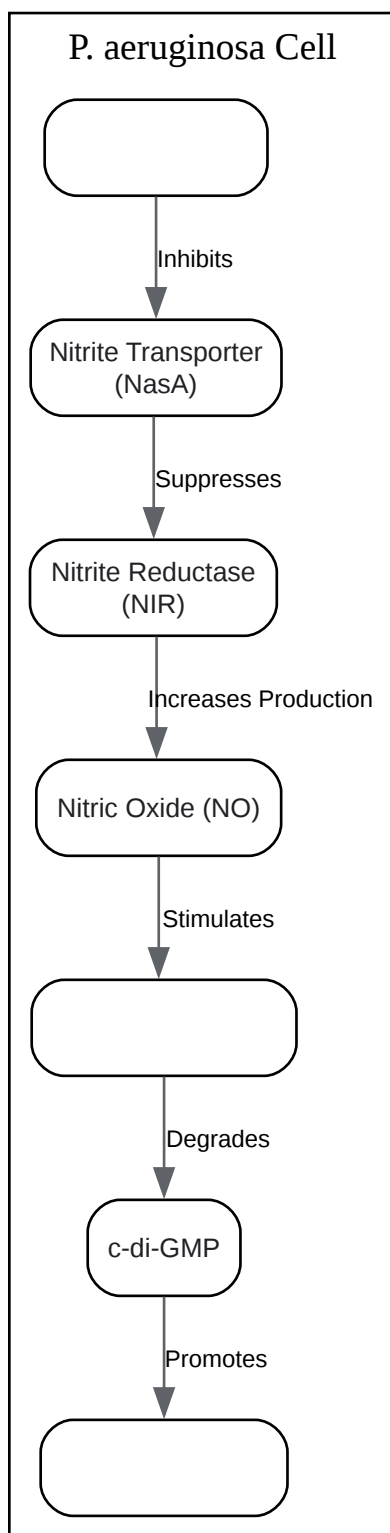 P. aeruginosa Cell
Inhibits
Nitrite Transporter
(NasA)
Suppresses
Nitrite Reductase
(NIR)
Increases Production
Nitric Oxide (NO)
Stimulates
Degrades
c-di-GMP
Promotes